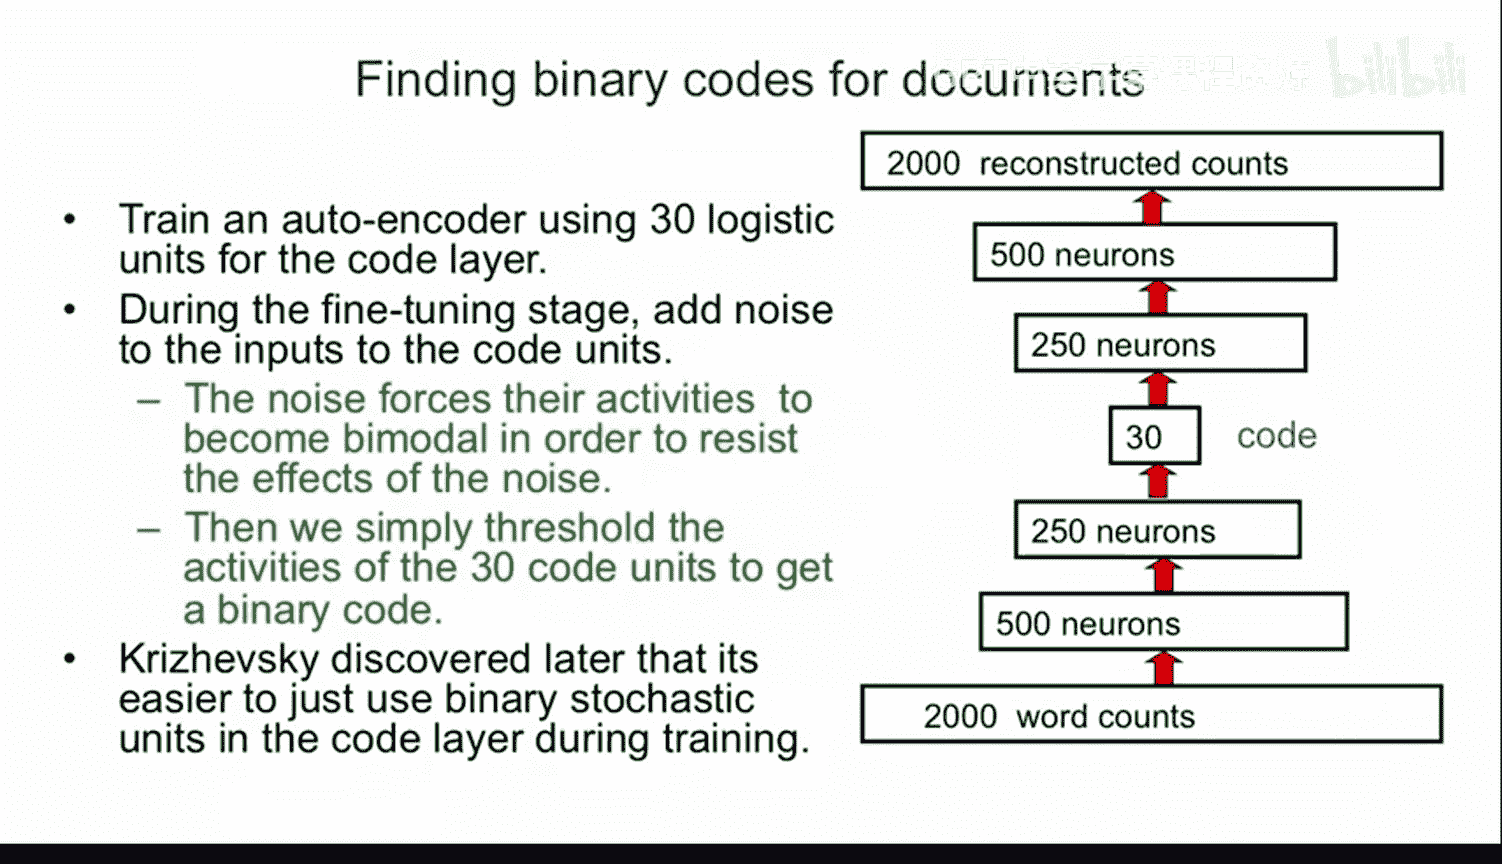 Finding binary codes for documents
bilibili
• Train an auto-encoder using 30 logistic
units for the code layer.
• During the fine-tuning stage, add noise
to the inputs to the code units.
– The noise forces their activities to
become bimodal in order to resist
the effects of the noise.
– Then we simply threshold the
activities of the 30 code units to get
a binary code.
• Krizhevsky discovered later that its
easier to just use binary stochastic
units in the code layer during training.
2000 reconstructed counts
500 neurons
250 neurons
30 code
250 neurons
500 neurons
2000 word counts